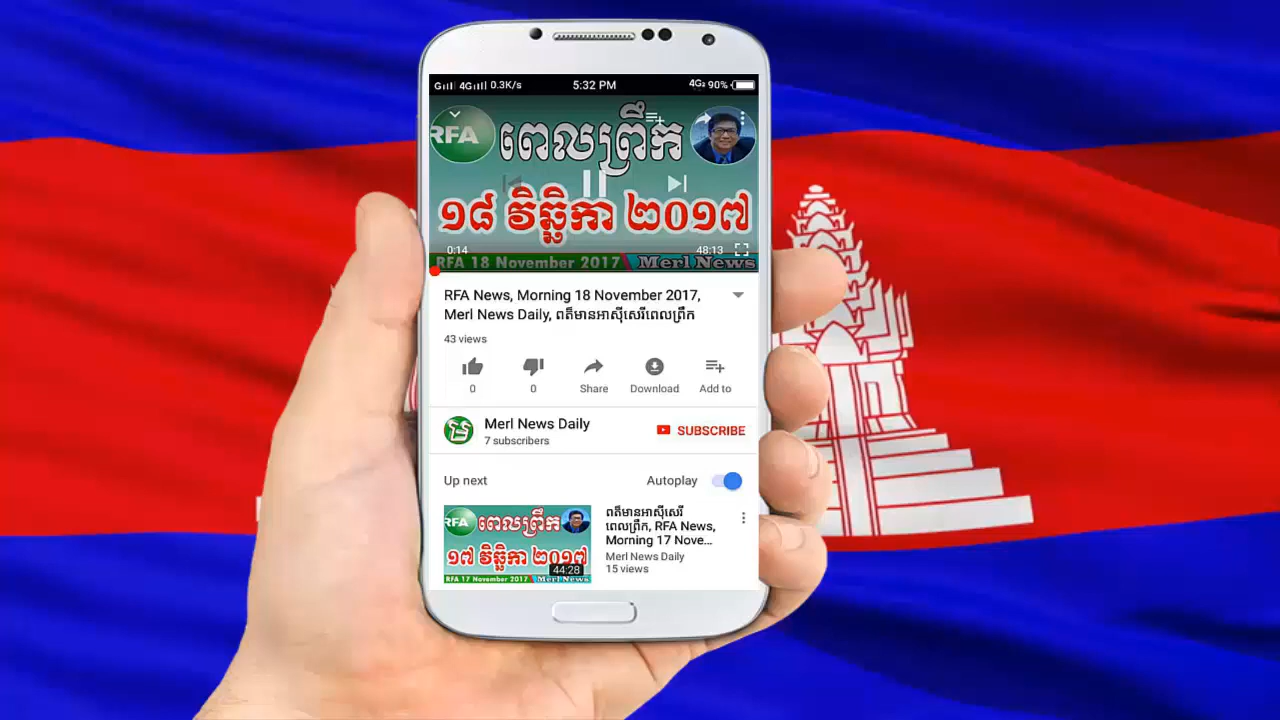 G 4G 0.3K/s 5:32 PM 4G 90%
RFA ពេលព្រឹក
១៨ វិច្ឆិកា ២០១៧
0:14 48:13
RFA 18 November 2017 Merl News
RFA News, Morning 18 November 2017,
Merl News Daily, ពត៌មានអាស៊ីសេរីពេលព្រឹក
43 views
0 0 Share Download Add to
Merl News Daily
7 subscribers
SUBSCRIBE
Up next Autoplay
RFA ពេលព្រឹក
១៧ វិច្ឆិកា ២០១៧
44:28
RFA 17 November 2017 Merl News
ពត៌មានអាស៊ីសេរី
ពេលព្រឹក, RFA News,
Morning 17 Nove...
Merl News Daily
15 views